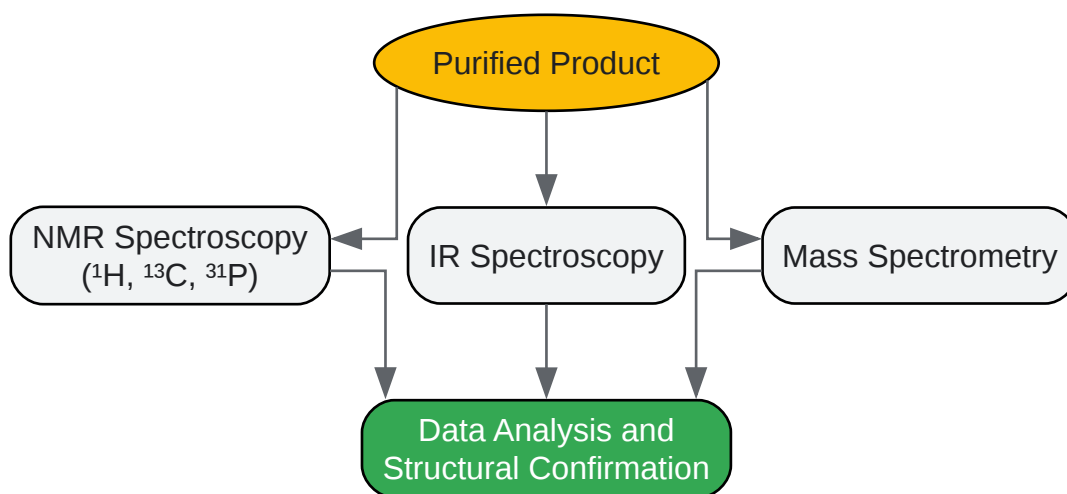 Purified Product
NMR Spectroscopy
(¹H, ¹³C, ³¹P)
IR Spectroscopy
Mass Spectrometry
Data Analysis and
Structural Confirmation